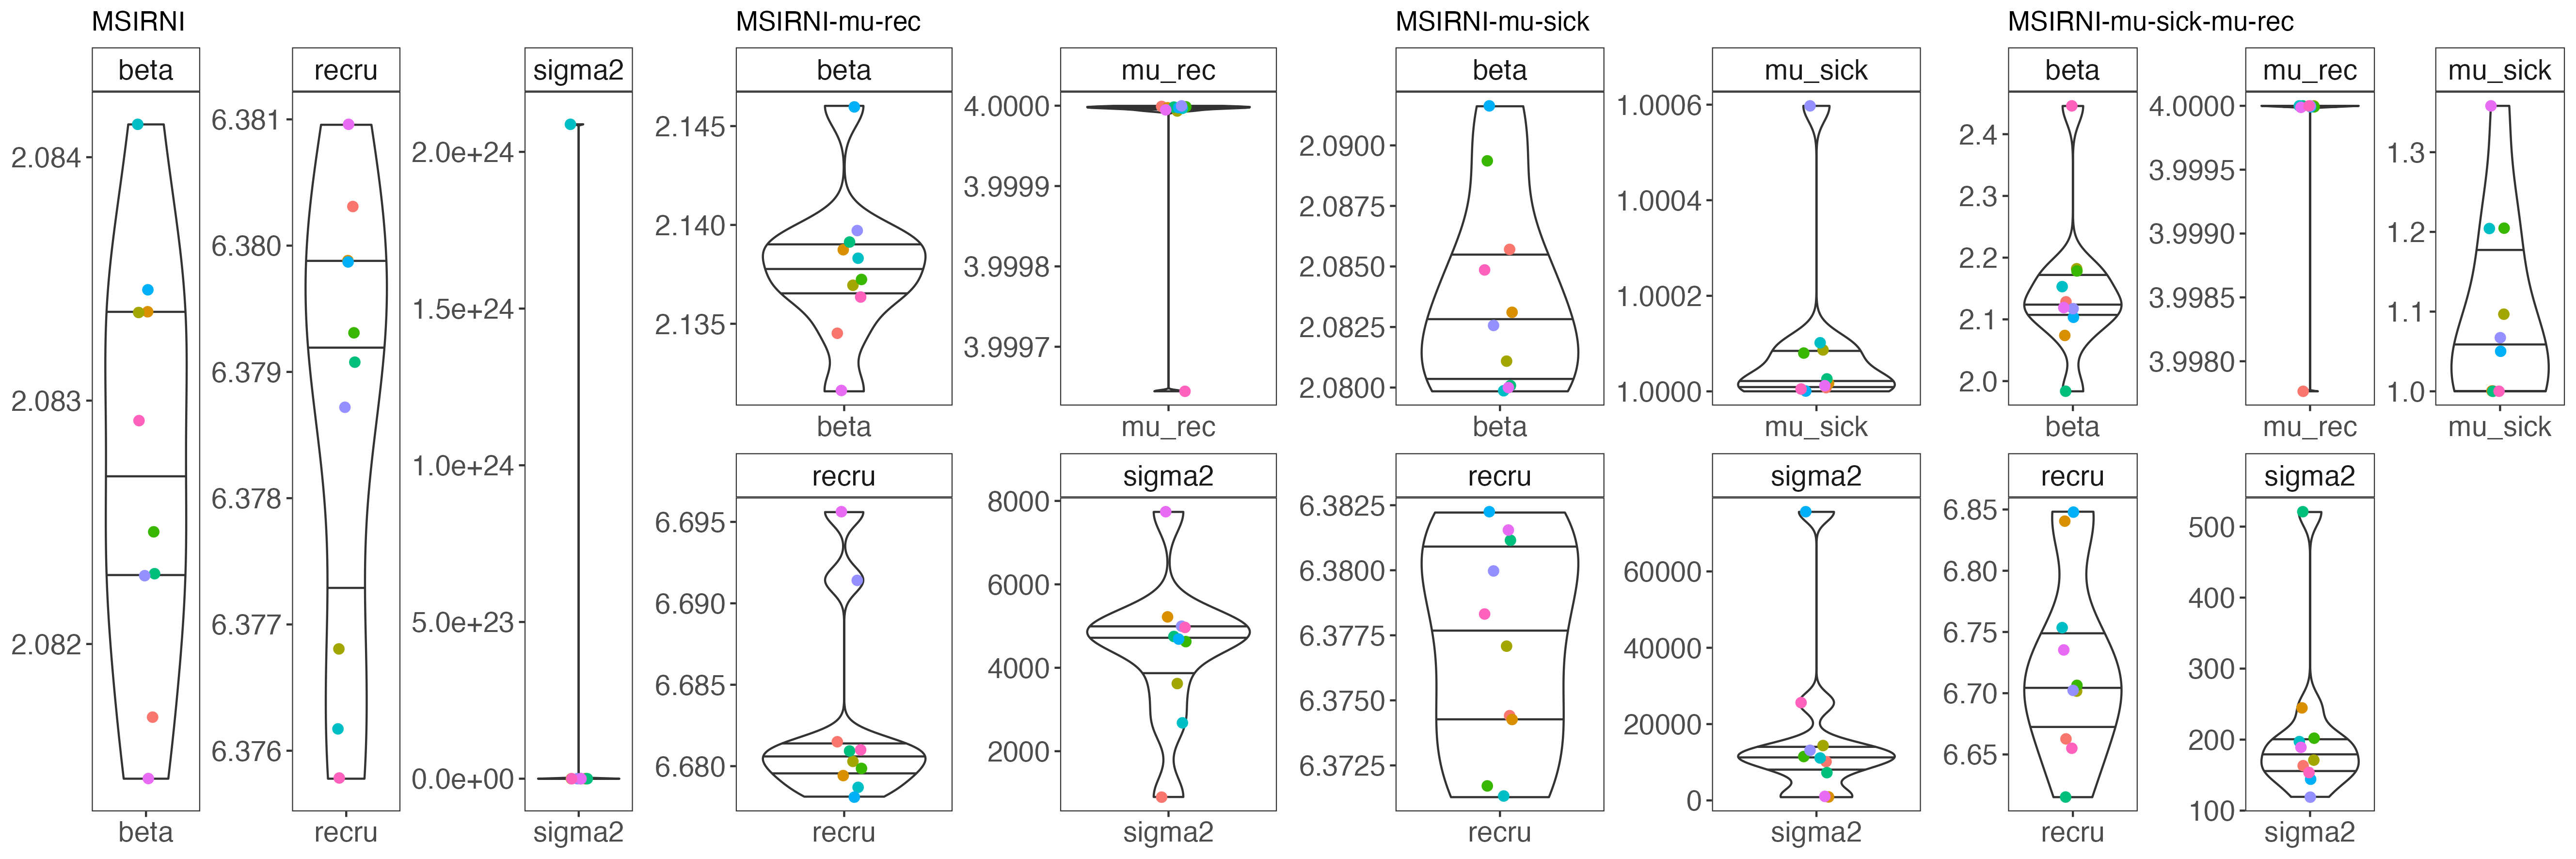 MSIRNI
MSIRNI-mu-rec
MSIRNI-mu-sick
MSIRNI-mu-sick-mu-rec
beta
2.084
2.083
2.082
beta
recru
6.381
6.380
6.379
6.378
6.377
6.376
recru
sigma2
2.0e+24
1.5e+24
1.0e+24
5.0e+23
0.0e+00
sigma2
beta
2.145
2.140
2.135
beta
mu_rec
4.0000
3.9999
3.9998
3.9997
mu_rec
recru
6.695
6.690
6.685
6.680
recru
sigma2
8000
6000
4000
2000
sigma2
beta
2.0900
2.0875
2.0850
2.0825
2.0800
beta
mu_sick
1.0006
1.0004
1.0002
1.0000
mu_sick
recru
6.3825
6.3800
6.3775
6.3750
6.3725
recru
sigma2
60000
40000
20000
0
sigma2
beta
2.4
2.3
2.2
2.1
2.0
beta
mu_rec
4.0000
3.9995
3.9990
3.9985
3.9980
mu_rec
mu_sick
1.3
1.2
1.1
1.0
mu_sick
recru
6.85
6.80
6.75
6.70
6.65
recru
sigma2
500
400
300
200
100
sigma2